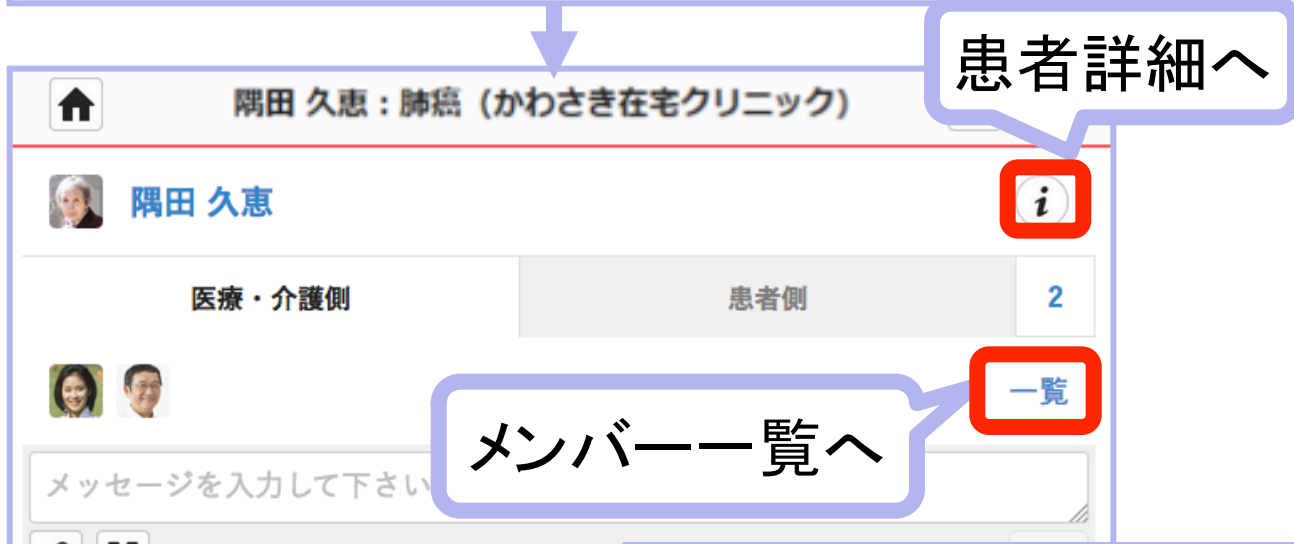 患者詳細へ
隅田 久恵：肺癌（かわさき在宅クリニック）
隅田 久恵
i
医療・介護側
患者側
2
一覧
メンバー一覧へ
メッセージを入力して下さい